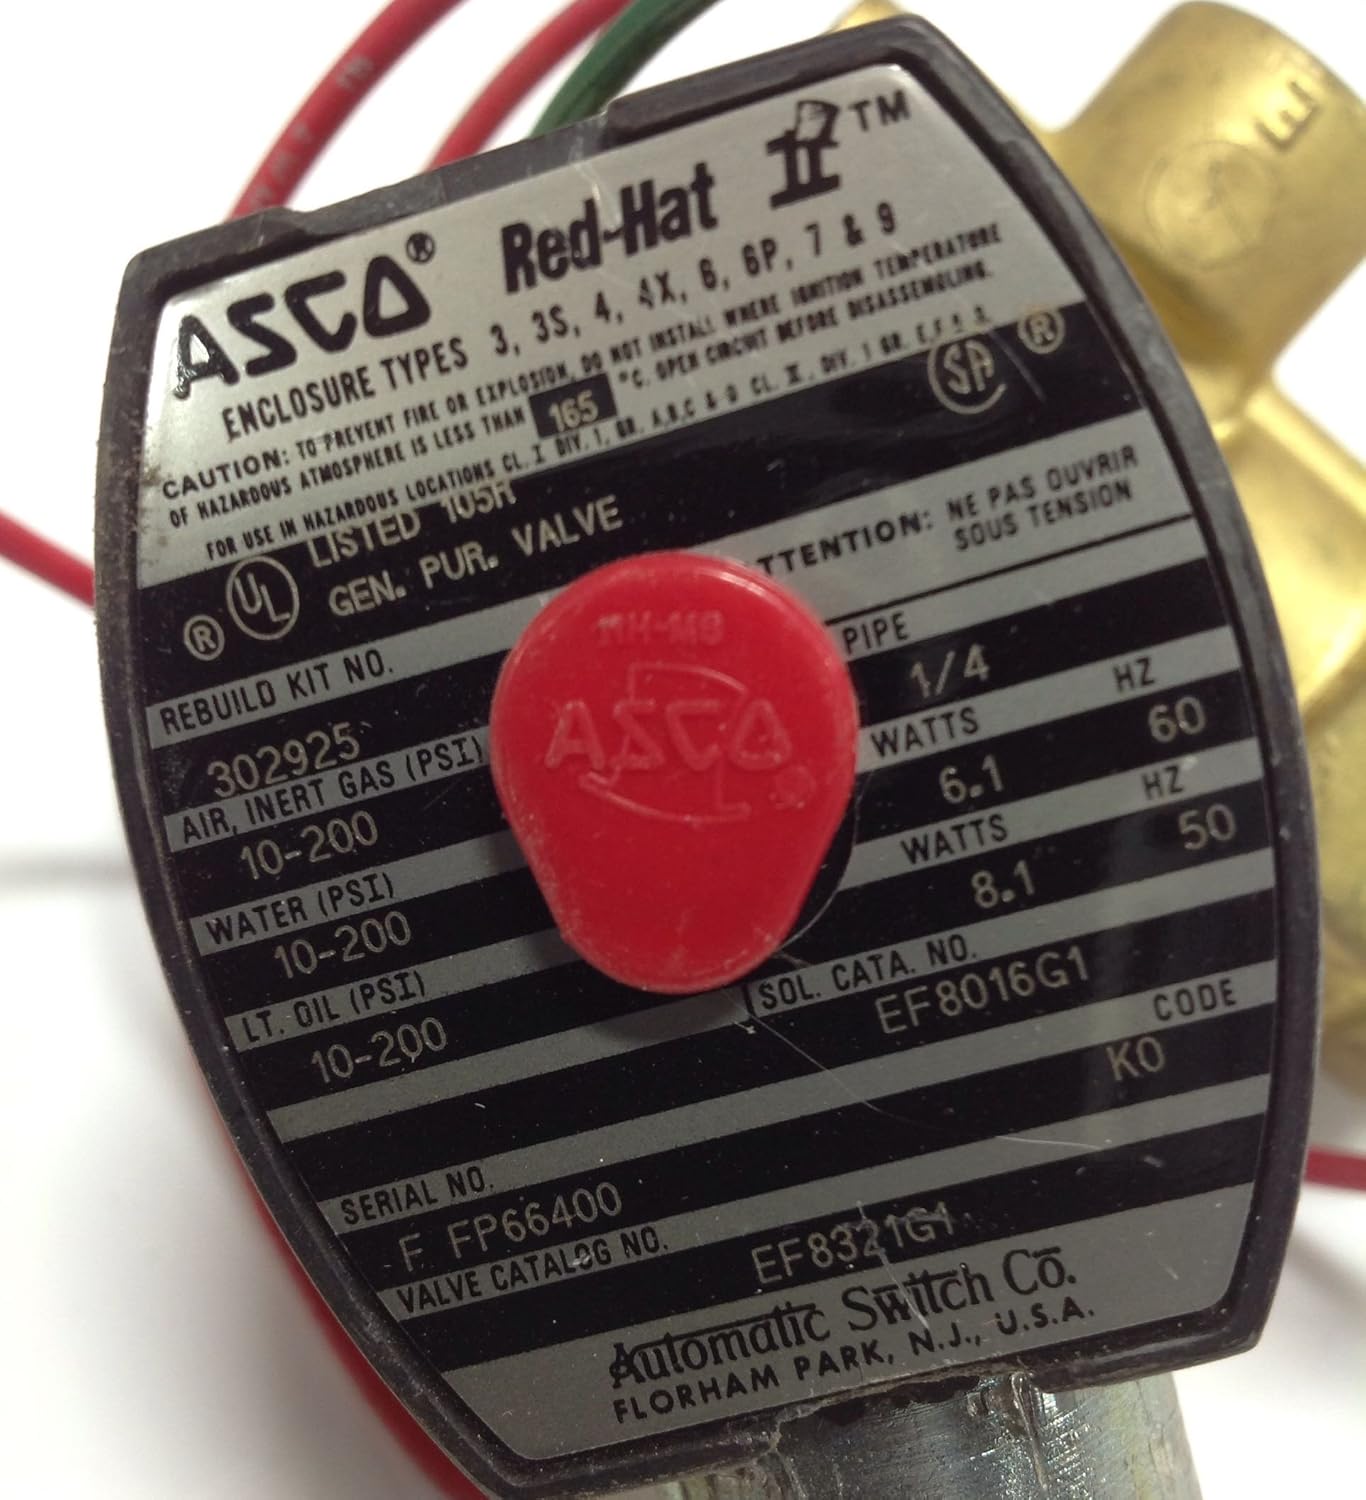 ASCO® Red-Hat II™
ENCLOSURE TYPES 3, 3S, 4, 4X, 6, 6P, 7 & 9
CAUTION: TO PREVENT FIRE OR EXPLOSION, DO NOT INSTALL WHERE IGNITION TEMPERATURE
OF HAZARDOUS ATMOSPHERE IS LESS THAN 165 °C. OPEN CIRCUIT BEFORE DISASSEMBLING.
FOR USE IN HAZARDOUS LOCATIONS CL. I DIV. 1, GR. A,B,C & D CL. II, DIV. 1 GR. E,F & G
® UL LISTED 105H
GEN. PUR. VALVE
SA ®
ATTENTION: NE PAS OUVRIR
SOUS TENSION
REBUILD KIT NO.
302925
AIR, INERT GAS (PSI)
10-200
WATER (PSI)
10-200
LT. OIL (PSI)
10-200
ASCO
PIPE
1/4
WATTS HZ
6.1 60
WATTS HZ
8.1 50
SOL. CATA. NO.
EF8016G1
CODE
K0
SERIAL NO.
F FP66400
VALVE CATALOG NO.
EF8321G1
Automatic Switch Co.
FLORHAM PARK, N.J., U.S.A.
E